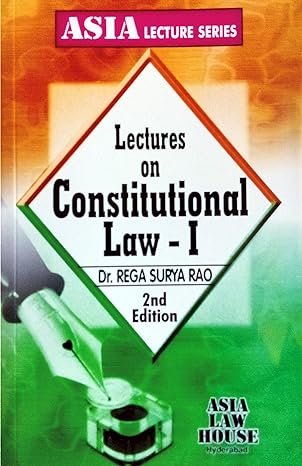 ASIA LECTURE SERIES
Lectures
on
Constitutional
Law - I
Dr. REGA SURYA RAO
2nd
Edition
ASIA
LAW
HOUSE
Hyderabad